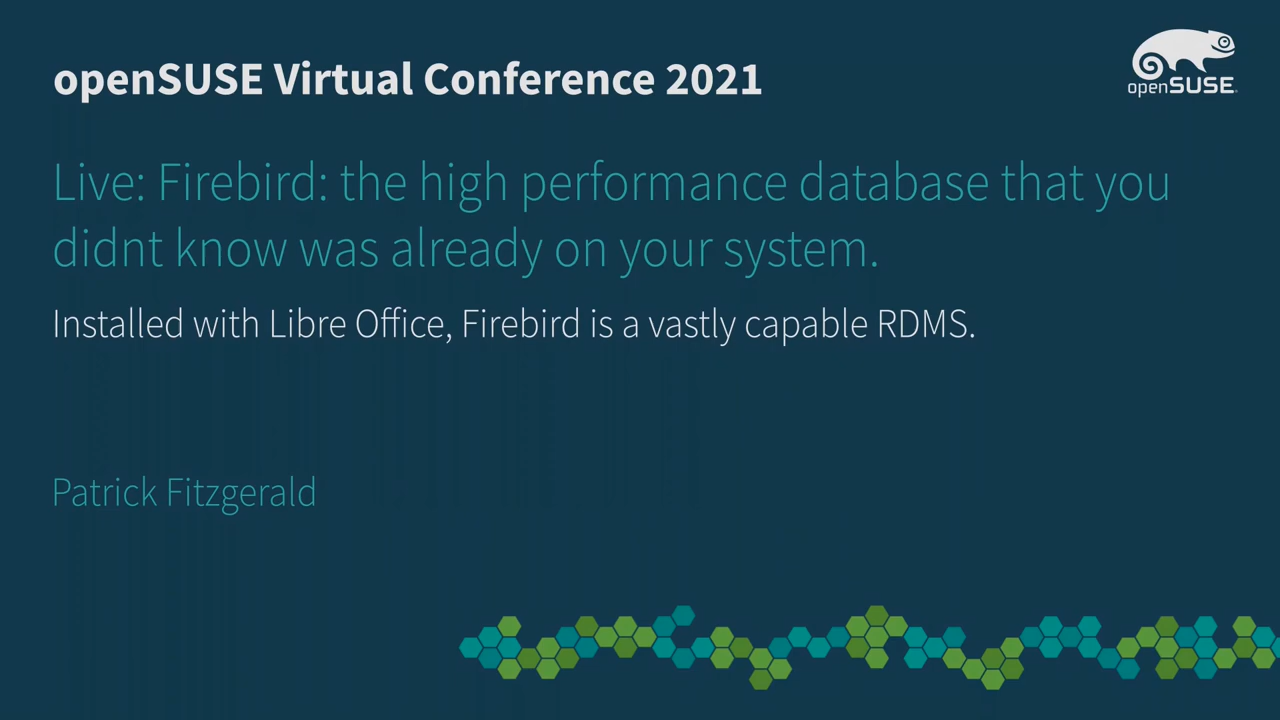 openSUSE Virtual Conference 2021
openSUSE
Live: Firebird: the high performance database that you
didnt know was already on your system.
Installed with Libre Office, Firebird is a vastly capable RDMS.
Patrick Fitzgerald